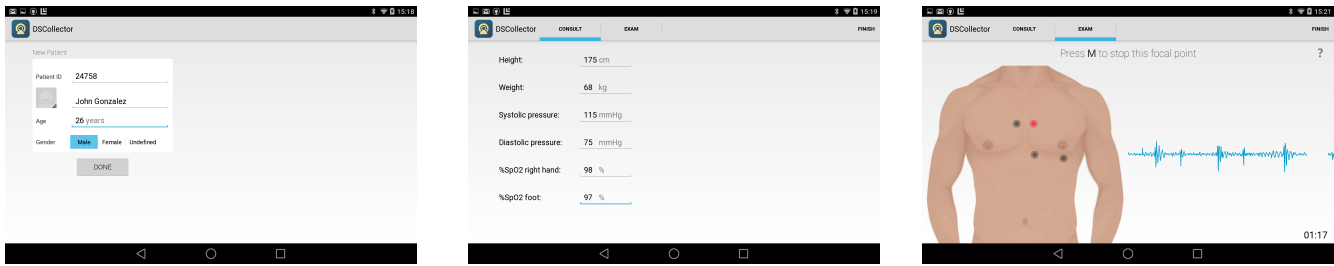 15:18
DSCollector
New Patient
Patient ID 24758
John Gonzalez
Age 26 years
Gender Male Female Undefined
DONE
15:19
DSCollector CONSULT EXAM FINISH
Height: 175 cm
Weight: 68 kg
Systolic pressure: 115 mmHg
Diastolic pressure: 75 mmHg
%SpO2 right hand: 98 %
%SpO2 foot: 97 %
15:21
DSCollector CONSULT EXAM FINISH
Press M to stop this focal point ?
01:17